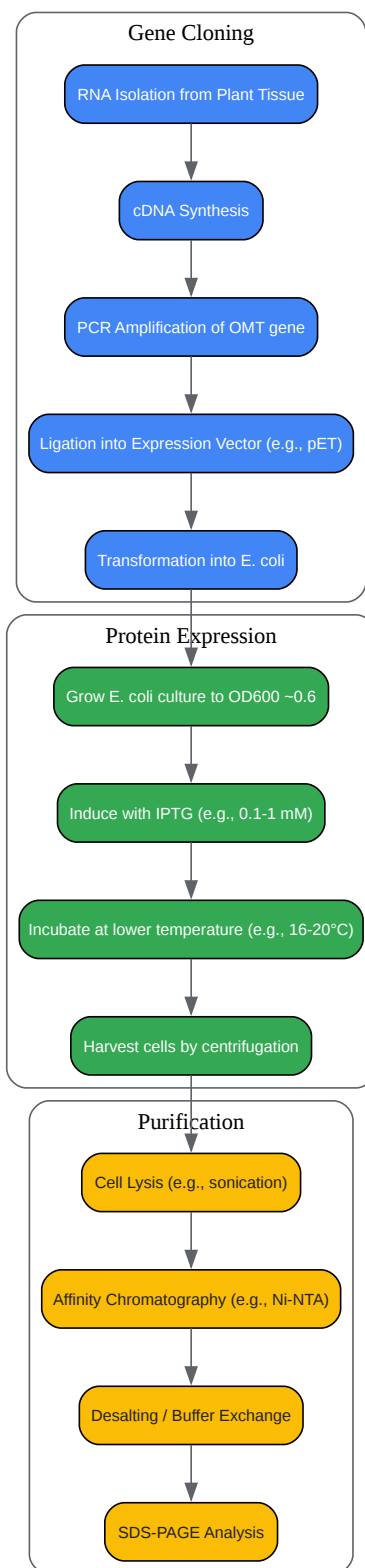 Gene Cloning
RNA Isolation from Plant Tissue
cDNA Synthesis
PCR Amplification of OMT gene
Ligation into Expression Vector (e.g., pET)
Transformation into E. coli
Protein Expression
Grow E. coli culture to OD600 ~0.6
Induce with IPTG (e.g., 0.1-1 mM)
Incubate at lower temperature (e.g., 16-20°C)
Harvest cells by centrifugation
Purification
Cell Lysis (e.g., sonication)
Affinity Chromatography (e.g., Ni-NTA)
Desalting / Buffer Exchange
SDS-PAGE Analysis